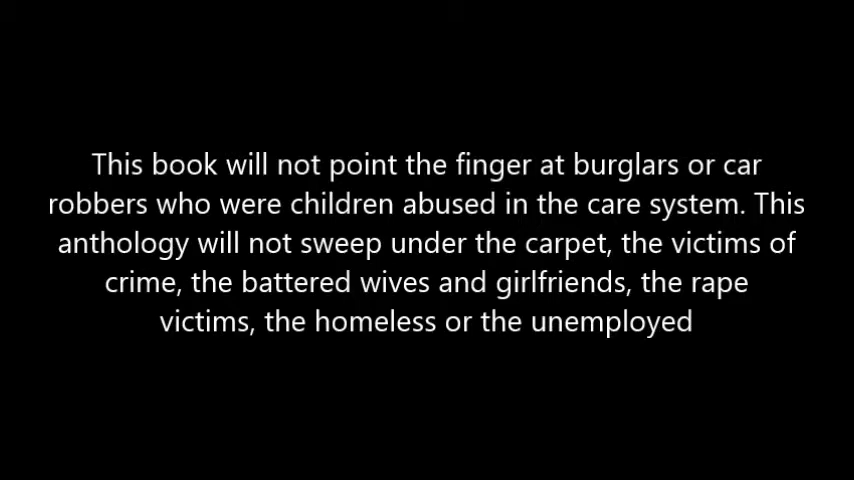 This book will not point the finger at burglars or car
robbers who were children abused in the care system. This
anthology will not sweep under the carpet, the victims of
crime, the battered wives and girlfriends, the rape
victims, the homeless or the unemployed